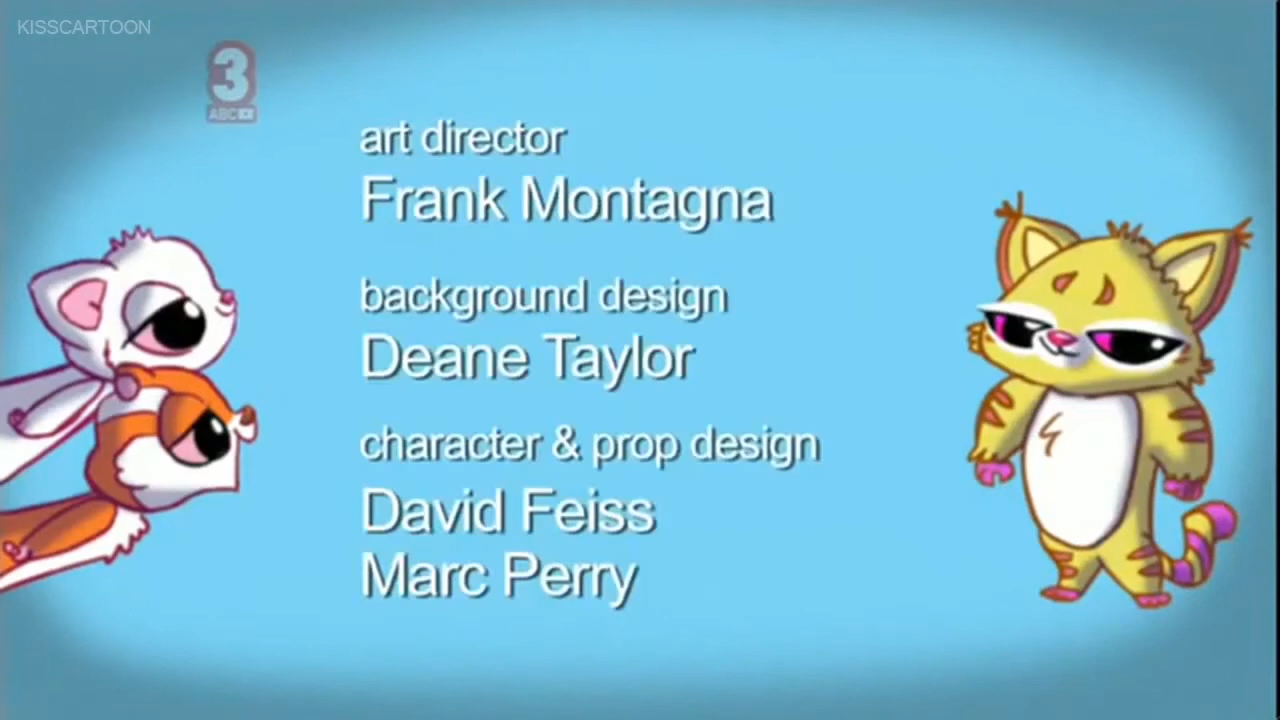 KISSCARTOON
3
ABC
art director
Frank Montagna
background design
Deane Taylor
character & prop design
David Feiss
Marc Perry